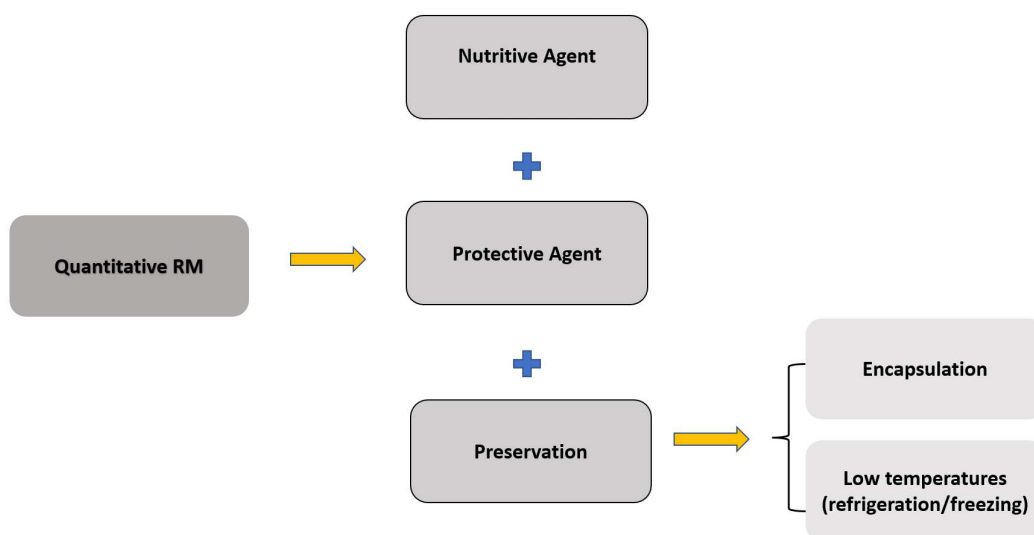 Nutritive Agent
Quantitative RM
Protective Agent
Preservation
Encapsulation
Low temperatures
(refrigeration/freezing)